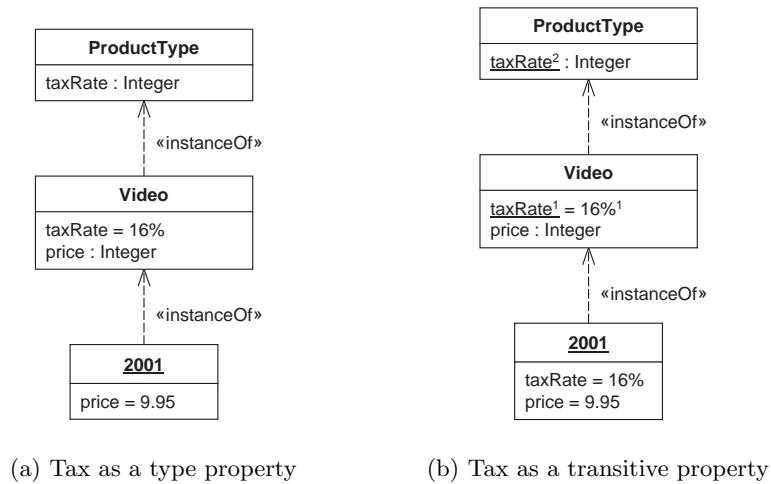 ProductType
taxRate : Integer
«instanceOf»
Video
taxRate = 16%
price : Integer
«instanceOf»
2001
price = 9.95
(a) Tax as a type property
ProductType
taxRate² : Integer
«instanceOf»
Video
taxRate¹ = 16%¹
price : Integer
«instanceOf»
2001
taxRate = 16%
price = 9.95
(b) Tax as a transitive property